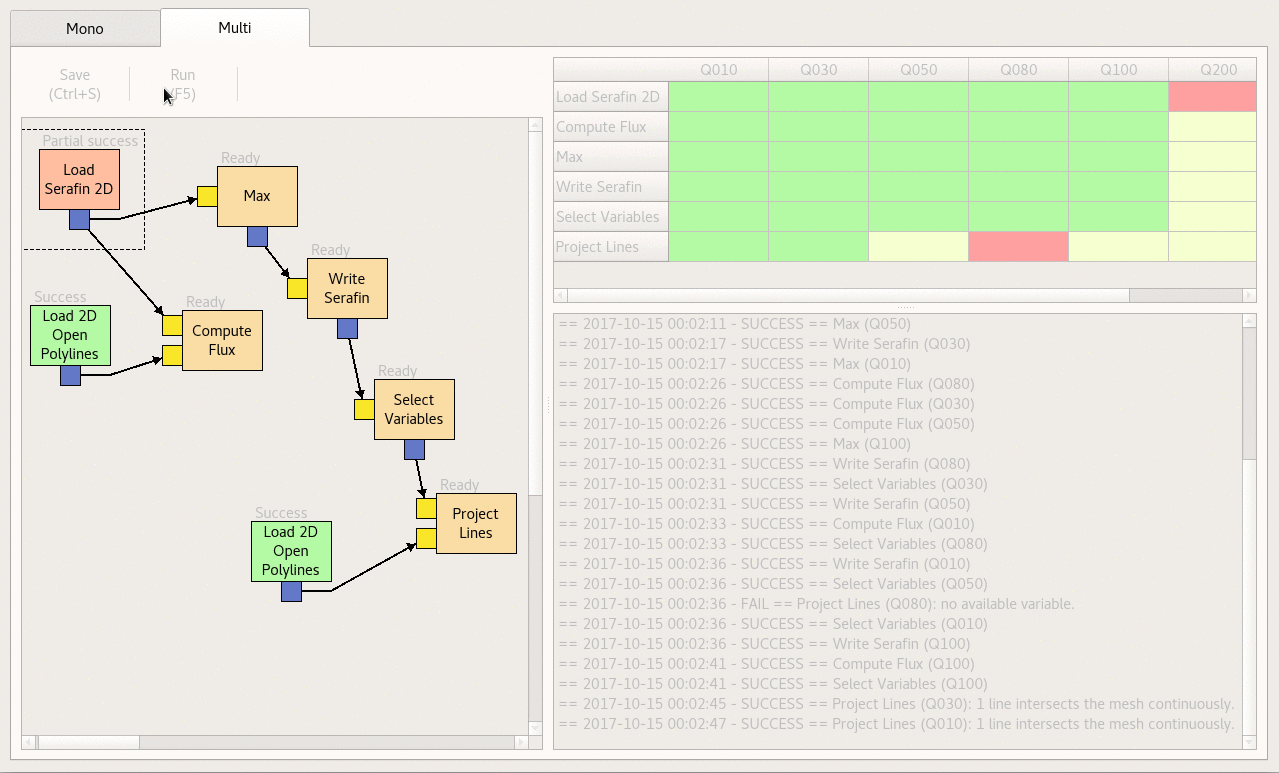 Mono
Multi
Save
(Ctrl+S)
Run
(F5)
Partial success
Load
Serafin 2D
Ready
Max
Ready
Write
Serafin
Success
Load 2D
Open
Polylines
Ready
Compute
Flux
Ready
Select
Variables
Ready
Project
Lines
Success
Load 2D
Open
Polylines
Q010 Q030 Q050 Q080 Q100 Q200
Load Serafin 2D
Compute Flux
Max
Write Serafin
Select Variables
Project Lines
== 2017-10-15 00:02:11 - SUCCESS == Max (Q050)
== 2017-10-15 00:02:17 - SUCCESS == Write Serafin (Q030)
== 2017-10-15 00:02:17 - SUCCESS == Max (Q010)
== 2017-10-15 00:02:26 - SUCCESS == Compute Flux (Q080)
== 2017-10-15 00:02:26 - SUCCESS == Compute Flux (Q030)
== 2017-10-15 00:02:26 - SUCCESS == Compute Flux (Q050)
== 2017-10-15 00:02:26 - SUCCESS == Max (Q100)
== 2017-10-15 00:02:31 - SUCCESS == Write Serafin (Q080)
== 2017-10-15 00:02:31 - SUCCESS == Select Variables (Q030)
== 2017-10-15 00:02:31 - SUCCESS == Write Serafin (Q050)
== 2017-10-15 00:02:33 - SUCCESS == Compute Flux (Q010)
== 2017-10-15 00:02:33 - SUCCESS == Select Variables (Q080)
== 2017-10-15 00:02:36 - SUCCESS == Write Serafin (Q010)
== 2017-10-15 00:02:36 - SUCCESS == Select Variables (Q050)
== 2017-10-15 00:02:36 - FAIL == Project Lines (Q080): no available variable.
== 2017-10-15 00:02:36 - SUCCESS == Select Variables (Q010)
== 2017-10-15 00:02:36 - SUCCESS == Write Serafin (Q100)
== 2017-10-15 00:02:41 - SUCCESS == Compute Flux (Q100)
== 2017-10-15 00:02:41 - SUCCESS == Select Variables (Q100)
== 2017-10-15 00:02:45 - SUCCESS == Project Lines (Q030): 1 line intersects the mesh continuously.
== 2017-10-15 00:02:47 - SUCCESS == Project Lines (Q010): 1 line intersects the mesh continuously.